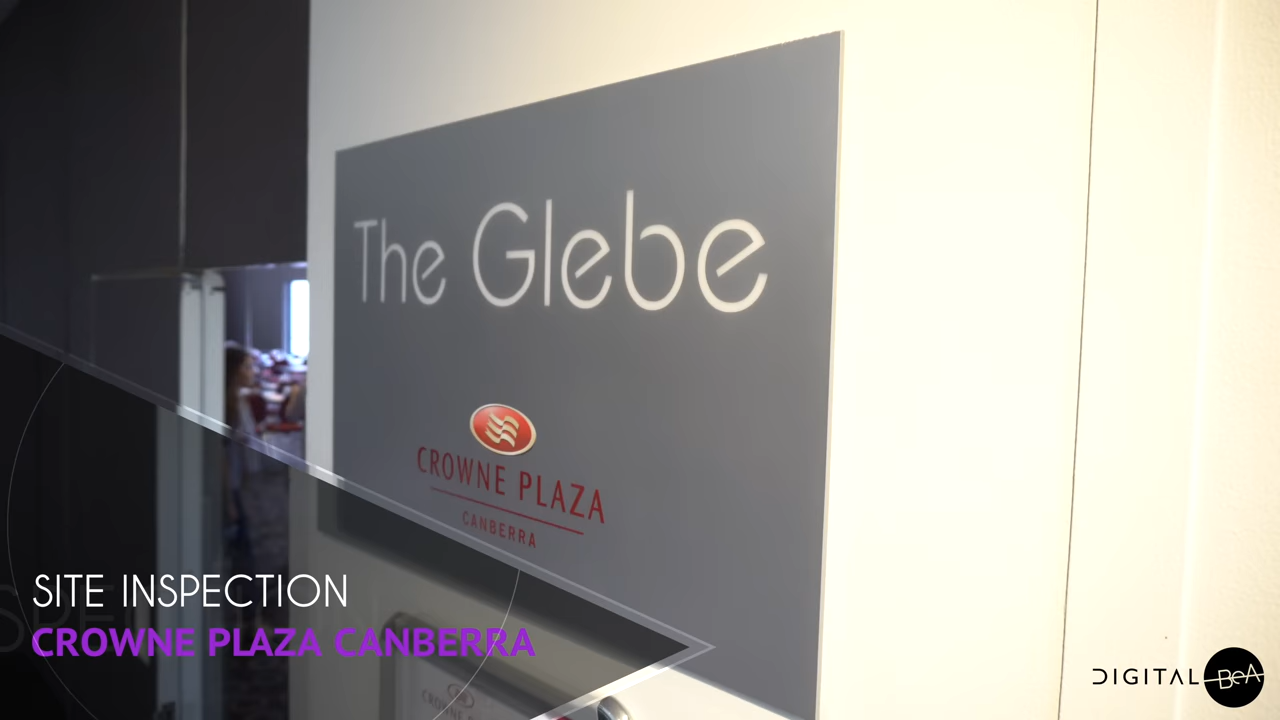 The Glebe
CROWNE PLAZA
CANBERRA
SITE INSPECTION
CROWNE PLAZA CANBERRA
DIGITAL BeA